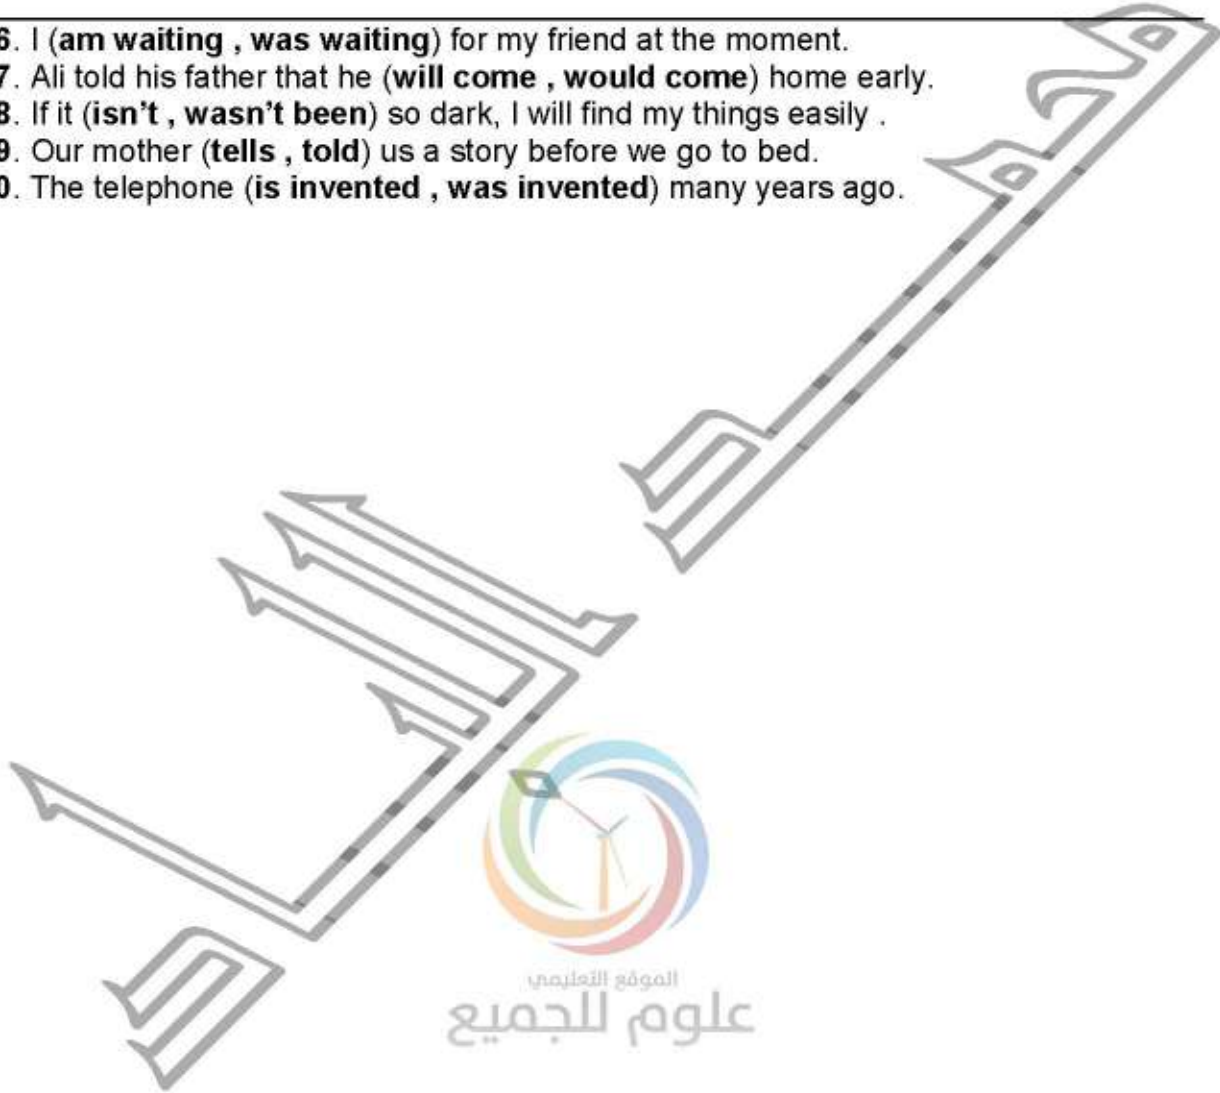 6. I (am waiting , was waiting) for my friend at the moment.
7. Ali told his father that he (will come , would come) home early.
8. If it (isn't , wasn't been) so dark, I will find my things easily .
9. Our mother (tells , told) us a story before we go to bed.
0. The telephone (is invented , was invented) many years ago.
الموقع التعليمي
علوم للجميع